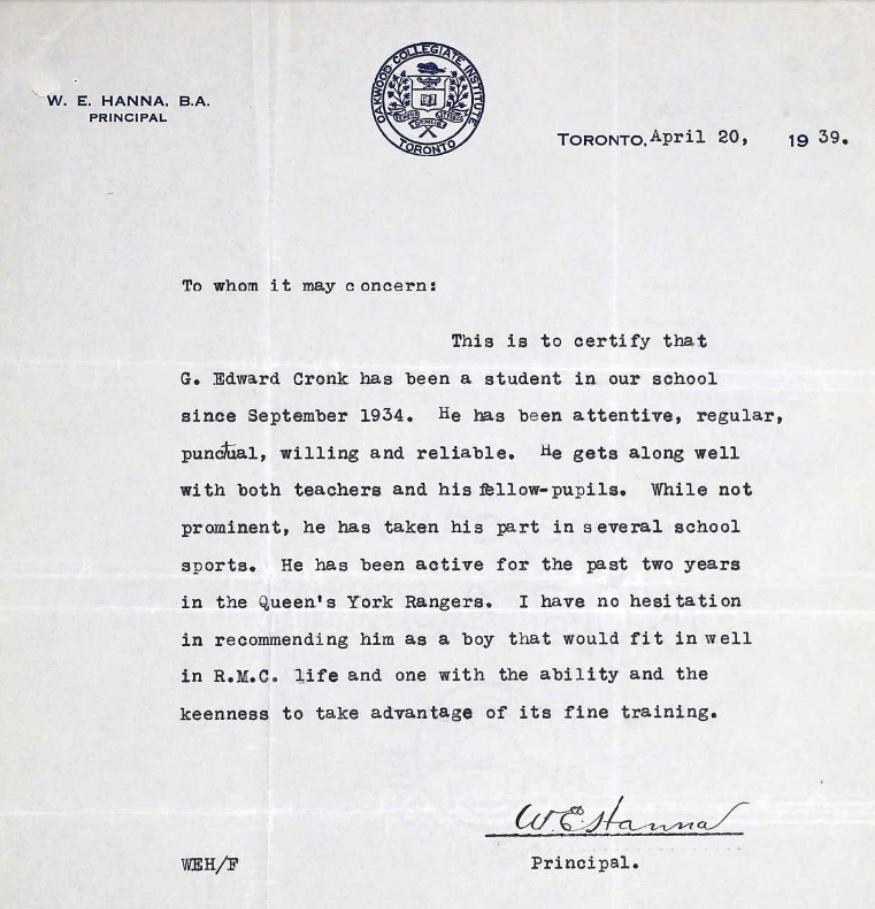 W. E. HANNA, B.A.
PRINCIPAL
OAKWOOD COLLEGIATE INSTITUTE
TORONTO
TORONTO, April 20, 1939.
To whom it may concern:
This is to certify that
G. Edward Cronk has been a student in our school
since September 1934. He has been attentive, regular,
punctual, willing and reliable. He gets along well
with both teachers and his fellow-pupils. While not
prominent, he has taken his part in several school
sports. He has been active for the past two years
in the Queen's York Rangers. I have no hesitation
in recommending him as a boy that would fit in well
in R.M.C. life and one with the ability and the
keenness to take advantage of its fine training.
W. E. Hanna
Principal.
WEH/F